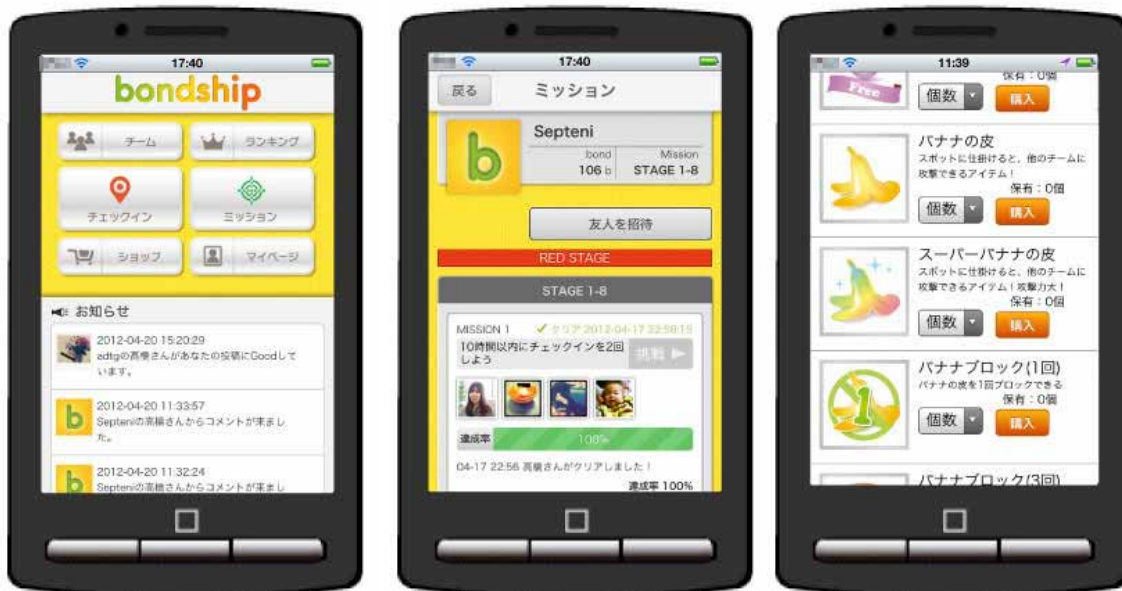 17:40
bondship
チーム
ランキング
チェックイン
ミッション
ショップ
マイページ
お知らせ
2012-04-20 15:20:29
adtgの高橋さんがあなたの投稿にGoodして
います。
2012-04-20 11:33:57
Septeniの高橋さんからコメントが来まし
た。
2012-04-20 11:32:24
Septeniの高橋さんからコメントが来まし
17:40
戻る
ミッション
b
Septeni
bond
106 b
Mission
STAGE 1-8
友人を招待
RED STAGE
STAGE 1-8
MISSION 1
クリア 2012-04-17 22:56:15
10時間以内にチェックインを2回
しよう
挑戦
達成率
100%
04-17 22:56 高橋さんがクリアしました！
達成率 100%
11:39
Free
保有：0個
個数
購入
バナナの皮
スポットに仕掛けると、他のチームに
攻撃できるアイテム！
保有：0個
個数
購入
スーパーバナナの皮
スポットに仕掛けると、他のチームに
攻撃できるアイテム！攻撃力大！
保有：0個
個数
購入
バナナブロック(1回)
バナナの皮を1回ブロックできる
保有：0個
1
個数
購入
バナナブロック(3回)